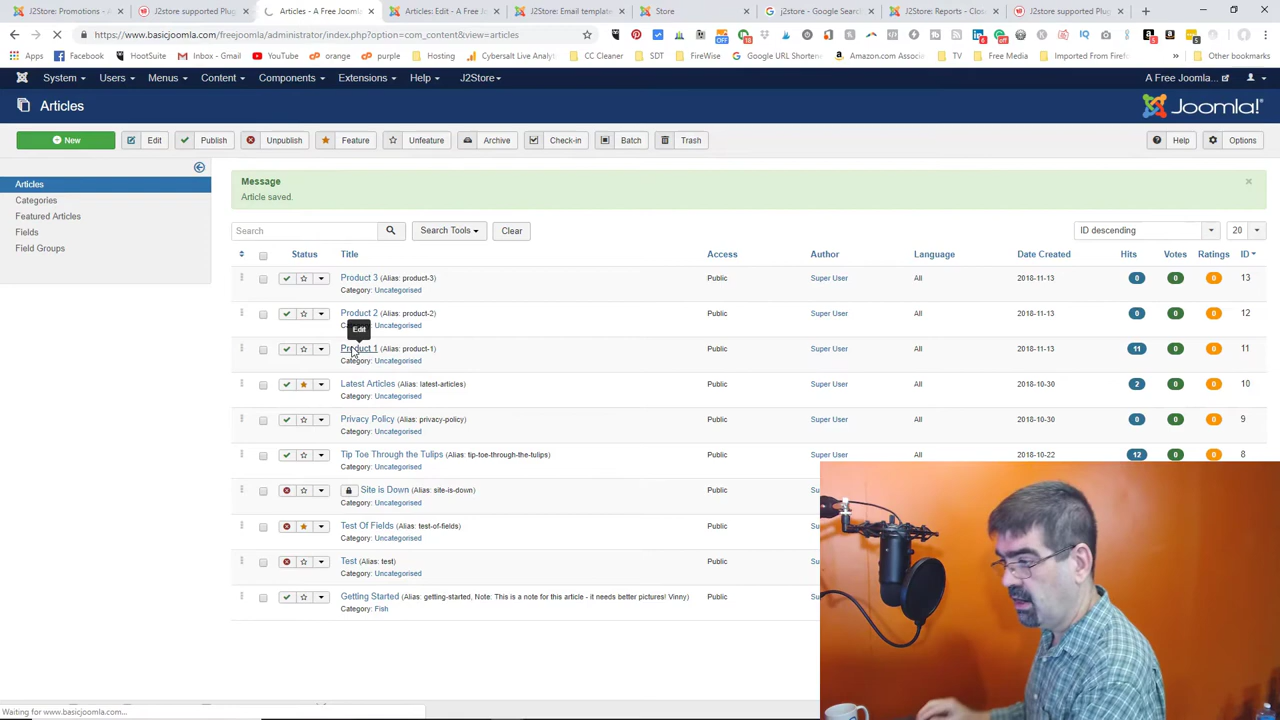 J2Store: Promotions - A F
J2store supported Plug
Articles - A Free Jooml
Articles: Edit - A Free Jo
J2Store: Email template
Store
j2store - Google Searc
J2Store: Reports - Close
J2store supported Plug
https://www.basicjoomla.com/freejoomla/administrator/index.php?option=com_content&view=articles
Apps Facebook HootSuite Inbox - Gmail YouTube orange purple Hosting Cybersalt Live Analyti CC Cleaner SDT FireWise Google URL Shortene Amazon.com Associa TV Free Media Imported From Firefo » Other bookmarks
System Users Menus Content Components Extensions Help J2Store A Free Joomla...
Articles Joomla!
New Edit Publish Unpublish Feature Unfeature Archive Check-in Batch Trash Help Options
Articles
Categories
Featured Articles
Fields
Field Groups
Message
Article saved.
Search Search Tools Clear ID descending 20
Status Title Access Author Language Date Created Hits Votes Ratings ID
Product 3 (Alias: product-3) Public Super User All 2018-11-13 0 0 0 13
Category: Uncategorised
Product 2 (Alias: product-2) Public Super User All 2018-11-13 0 0 0 12
Uncategorised
Edit
Product 1 (Alias: product-1) Public Super User All 2018-11-13 11 0 0 11
Category: Uncategorised
Latest Articles (Alias: latest-articles) Public Super User All 2018-10-30 2 0 0 10
Category: Uncategorised
Privacy Policy (Alias: privacy-policy) Public Super User All 2018-10-30 0 0 0 9
Category: Uncategorised
Tip Toe Through the Tulips (Alias: tip-toe-through-the-tulips) Public Super User All 2018-10-22 12 0 0 8
Category: Uncategorised
Site is Down (Alias: site-is-down) Public
Category: Uncategorised
Test Of Fields (Alias: test-of-fields) Public
Category: Uncategorised
Test (Alias: test) Public
Category: Uncategorised
Getting Started (Alias: getting-started, Note: This is a note for this article - it needs better pictures! Vinny) Public
Category: Fish
Waiting for www.basicjoomla.com...